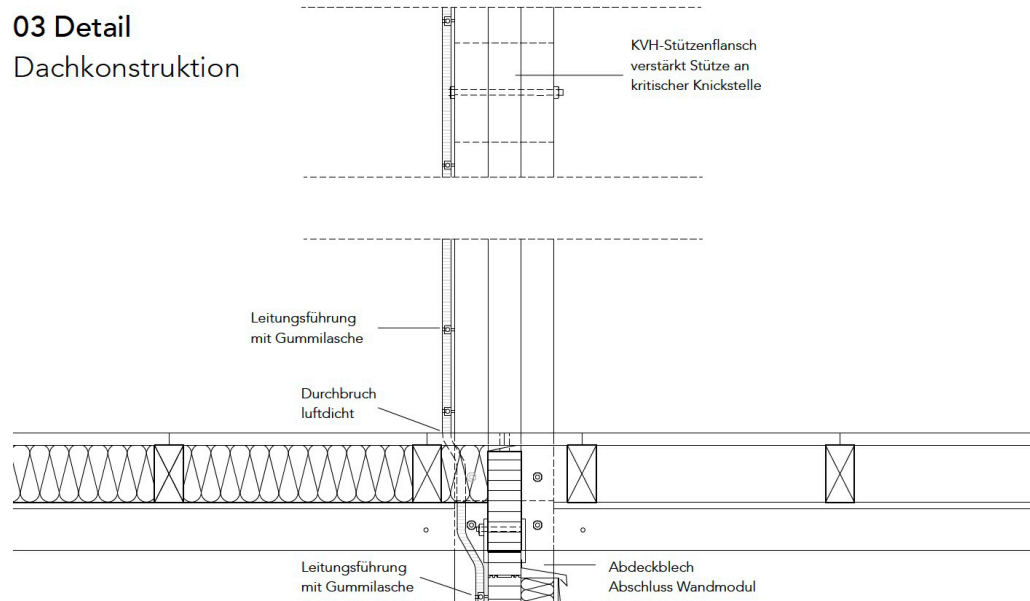 03 Detail
Dachkonstruktion
KVH-Stützenflansch
verstärkt Stütze an
kritischer Knickstelle
Leitungsführung
mit Gummilasche
Durchbruch
luftdicht
Leitungsführung
mit Gummilasche
Abdeckblech
Abschluss Wandmodul